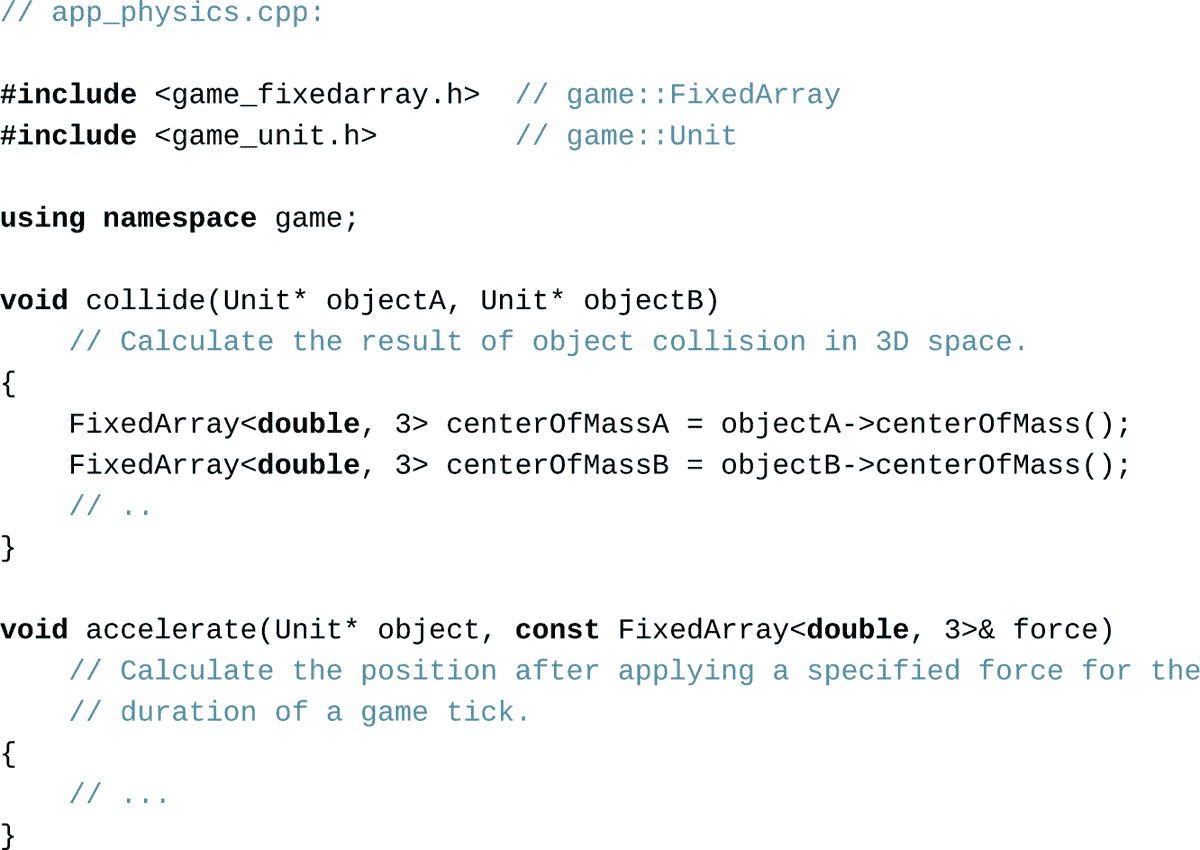 // app_physics.cpp:

#include <game_fixedarray.h>  // game::FixedArray
#include <game_unit.h>        // game::Unit

using namespace game;

void collide(Unit* objectA, Unit* objectB)
    // Calculate the result of object collision in 3D space.
{
    FixedArray<double, 3> centerOfMassA = objectA->centerOfMass();
    FixedArray<double, 3> centerOfMassB = objectB->centerOfMass();
    // ..
}

void accelerate(Unit* object, const FixedArray<double, 3>& force)
    // Calculate the position after applying a specified force for the
    // duration of a game tick.
{
    // ...
}